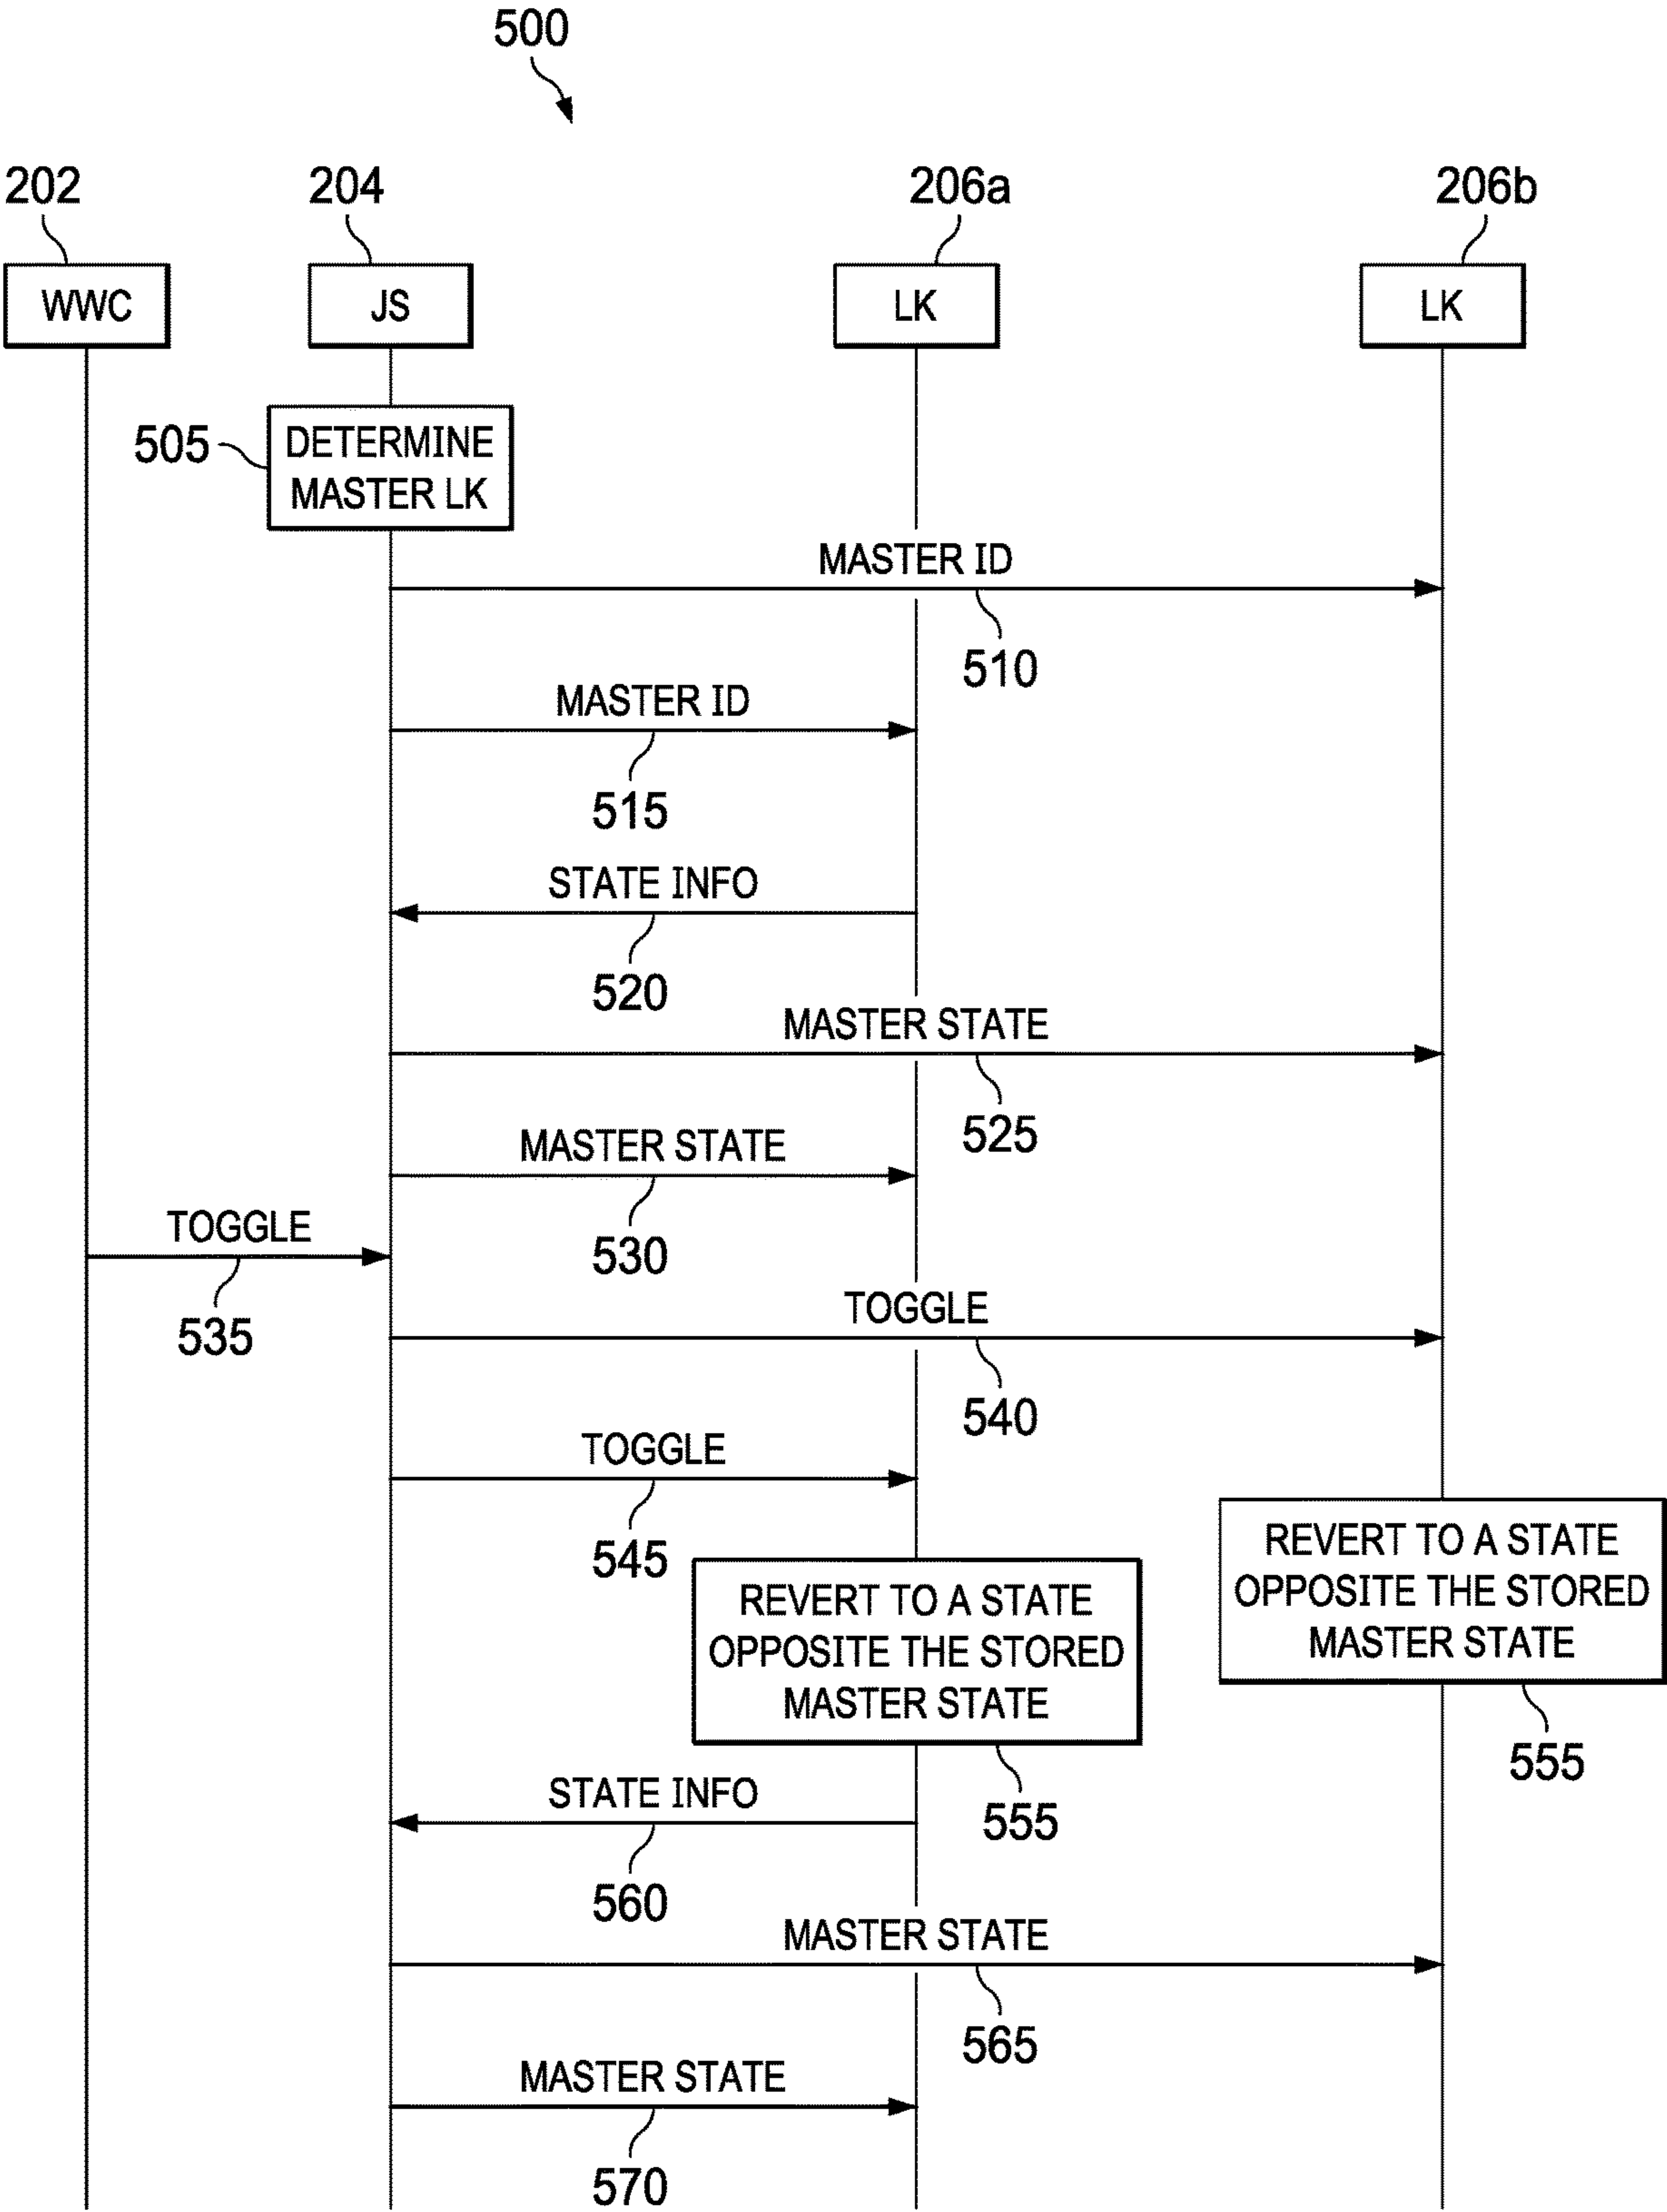 500
202
204
206a
206b
WWC
JS
LK
LK
505
DETERMINE
MASTER LK
MASTER ID
510
MASTER ID
515
STATE INFO
520
MASTER STATE
525
MASTER STATE
530
TOGGLE
535
TOGGLE
540
TOGGLE
545
REVERT TO A STATE
OPPOSITE THE STORED
MASTER STATE
555
REVERT TO A STATE
OPPOSITE THE STORED
MASTER STATE
555
STATE INFO
560
MASTER STATE
565
MASTER STATE
570